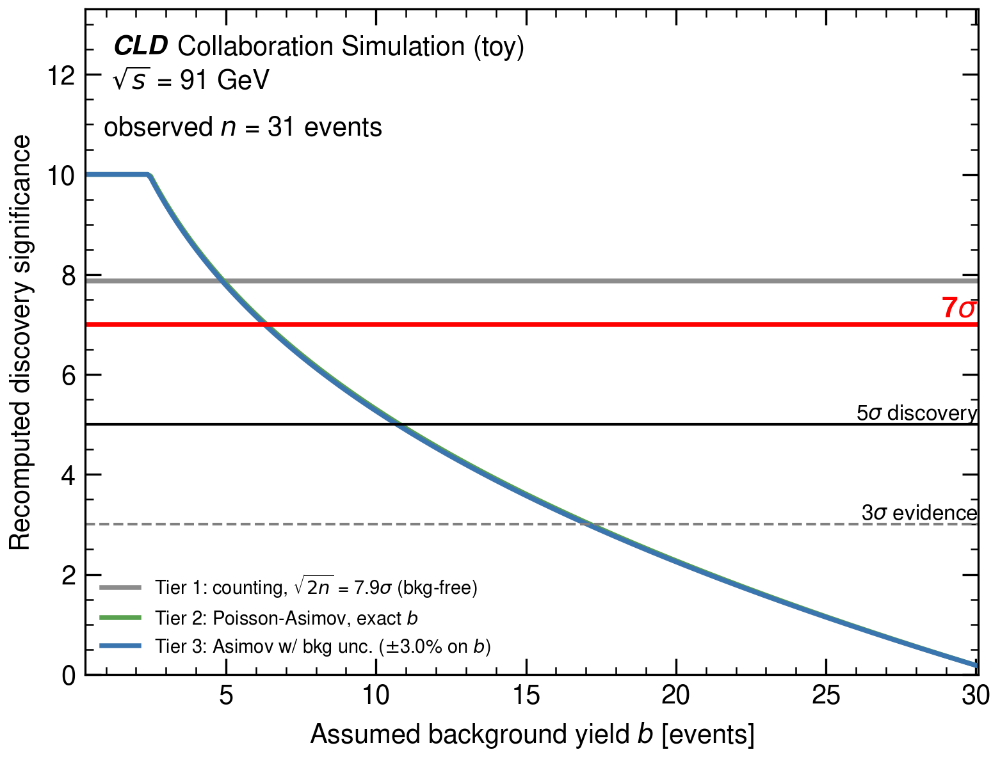 CLD Collaboration Simulation (toy)
√s = 91 GeV
observed n = 31 events
Recomputed discovery significance
12
10
8
6
4
2
0
7σ
5σ discovery
3σ evidence
Tier 1: counting, √2n = 7.9σ (bkg-free)
Tier 2: Poisson-Asimov, exact b
Tier 3: Asimov w/ bkg unc. (±3.0% on b)
5 10 15 20 25 30
Assumed background yield b [events]